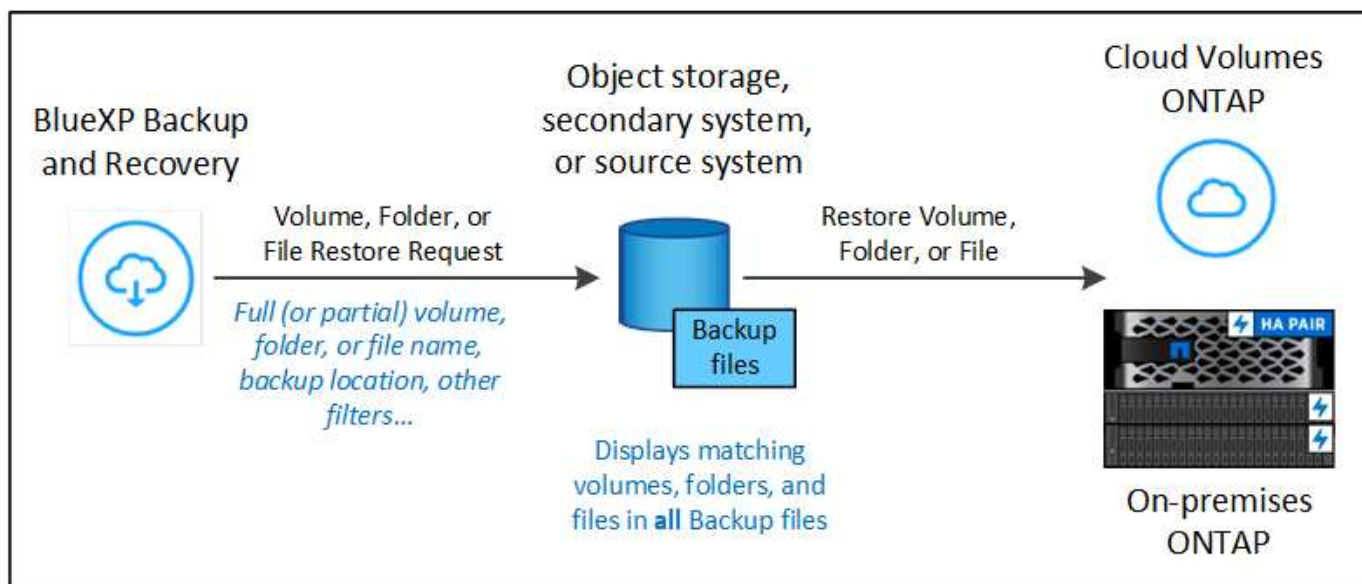 BlueXP Backup
and Recovery
Volume, Folder, or
File Restore Request
Full (or partial) volume,
folder, or file name,
backup location, other
filters...
Object storage,
secondary system,
or source system
Backup
files
Displays matching
volumes, folders, and
files in all Backup files
Restore Volume,
Folder, or File
Cloud Volumes
ONTAP
HA PAIR
On-premises
ONTAP